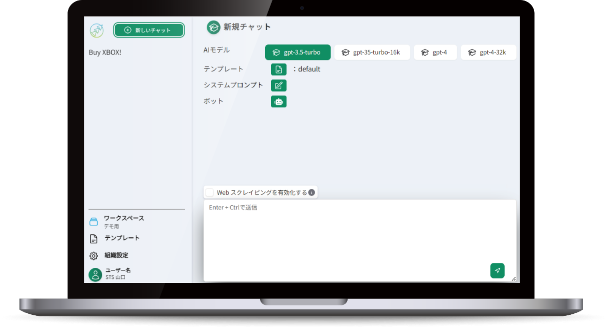 新しいチャット
Buy XBOX!
新規チャット
AIモデル
gpt-3.5-turbo
gpt-35-turbo-16k
gpt-4
gpt-4-32k
テンプレート
：default
システムプロンプト
ボット
Web スクレイピングを有効化する
Enter + Ctrlで送信
ワークスペース
デモ用
テンプレート
組織設定
ユーザー名
STS 山口